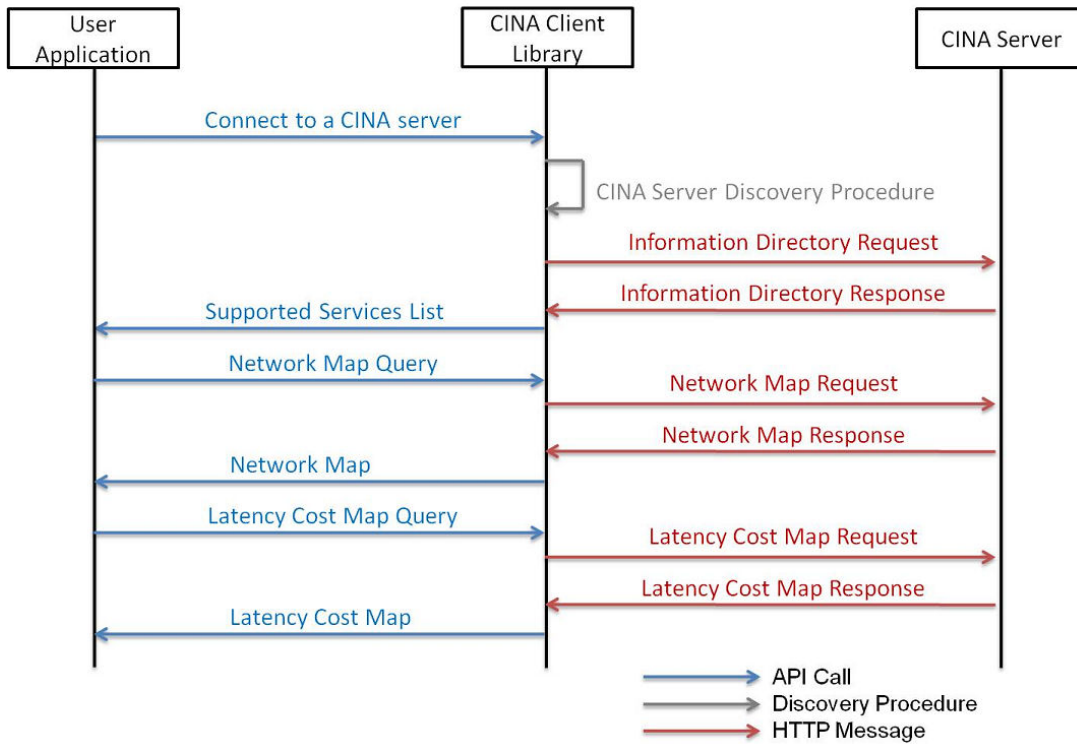 User
Application
CINA Client
Library
CINA Server
Connect to a CINA server
CINA Server Discovery Procedure
Information Directory Request
Information Directory Response
Supported Services List
Network Map Query
Network Map Request
Network Map Response
Network Map
Latency Cost Map Query
Latency Cost Map Request
Latency Cost Map Response
Latency Cost Map
API Call
Discovery Procedure
HTTP Message